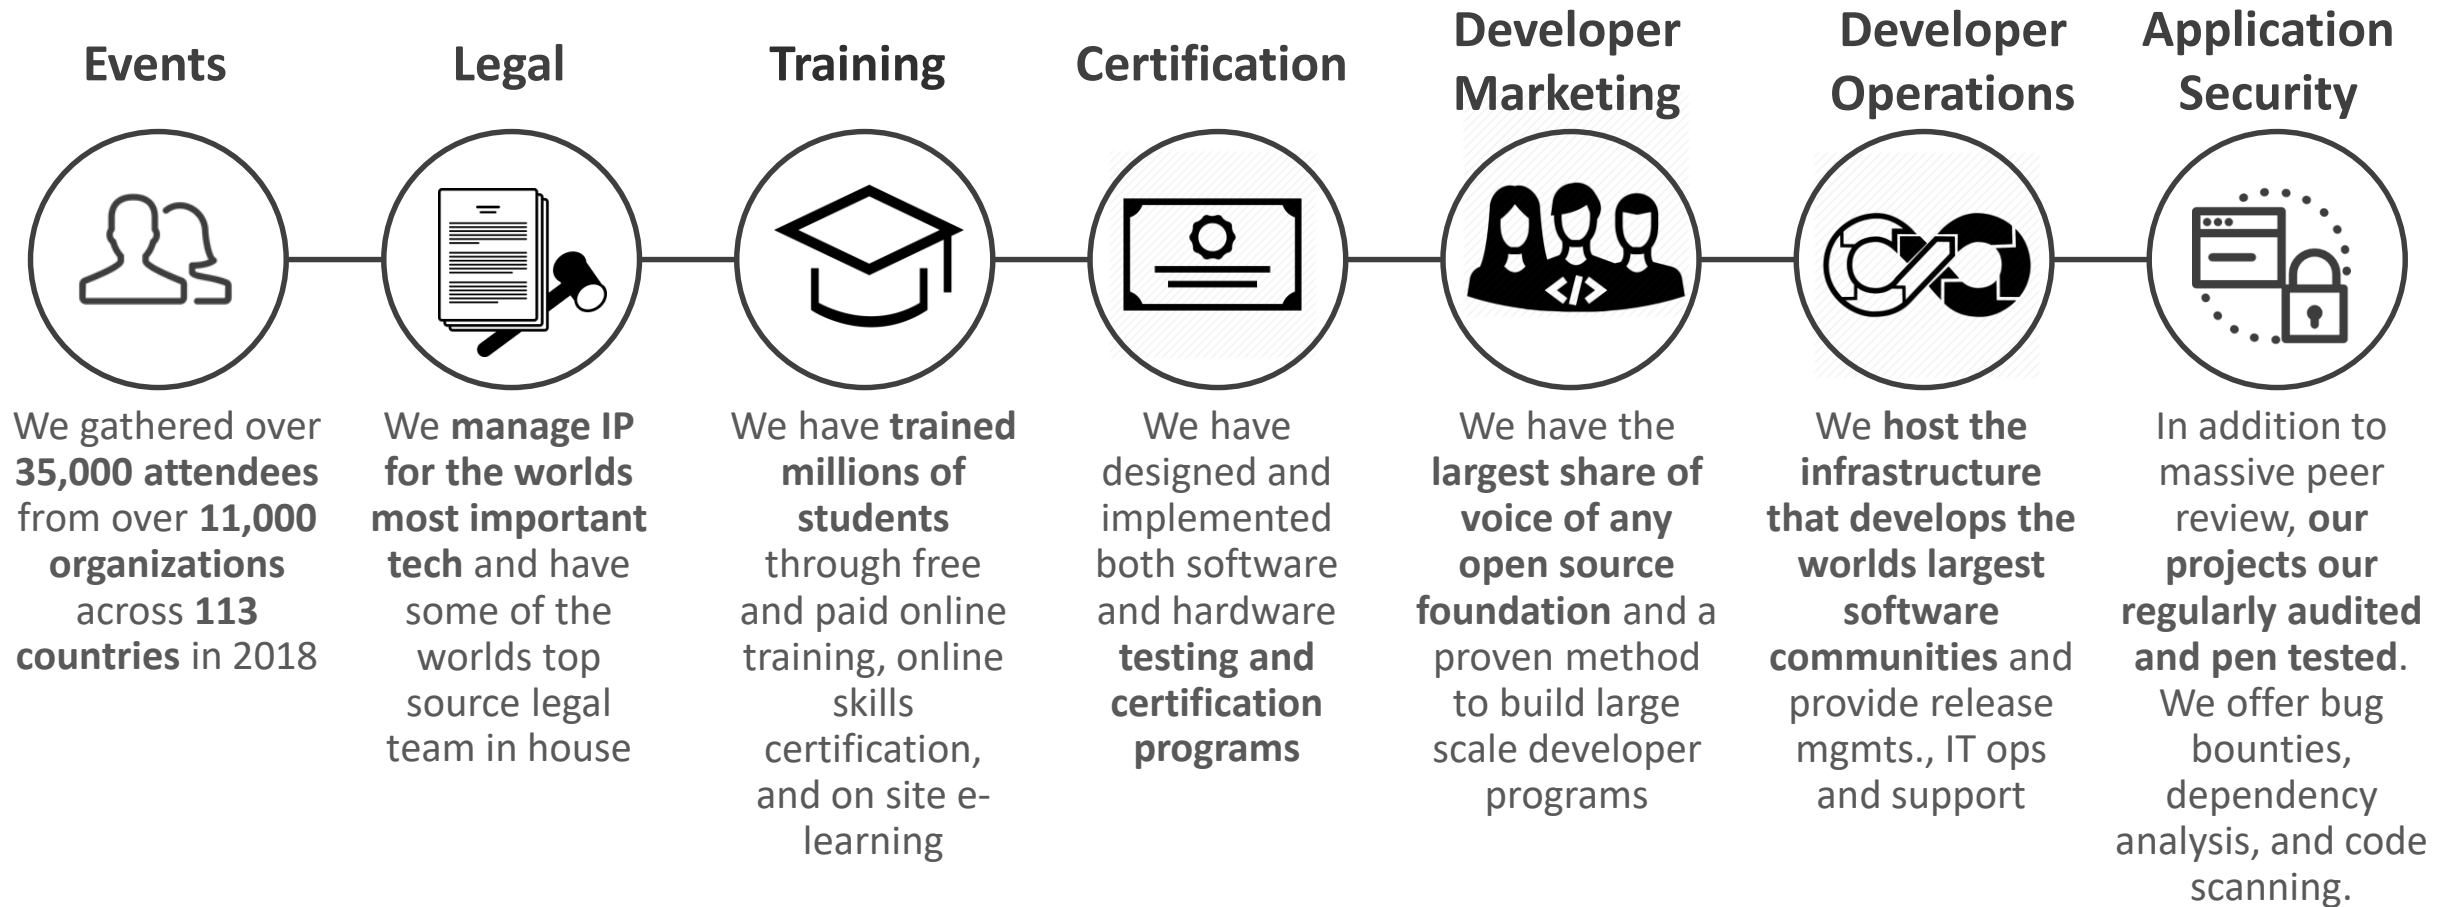 Events
We gathered over
35,000 attendees
from over 11,000
organizations
across 113
countries in 2018
Legal
We manage IP
for the worlds
most important
tech and have
some of the
worlds top
source legal
team in house
Training
We have trained
millions of
students
through free
and paid online
training, online
skills
certification,
and on site e-
learning
Certification
We have
designed and
implemented
both software
and hardware
testing and
certification
programs
Developer
Marketing
</>
We have the
largest share of
voice of any
open source
foundation and a
proven method
to build large
scale developer
programs
Developer
Operations
We host the
infrastructure
that develops the
worlds largest
software
communities and
provide release
mgmts., IT ops
and support
Application
Security
In addition to
massive peer
review, our
projects our
regularly audited
and pen tested.
We offer bug
bounties,
dependency
analysis, and code
scanning.